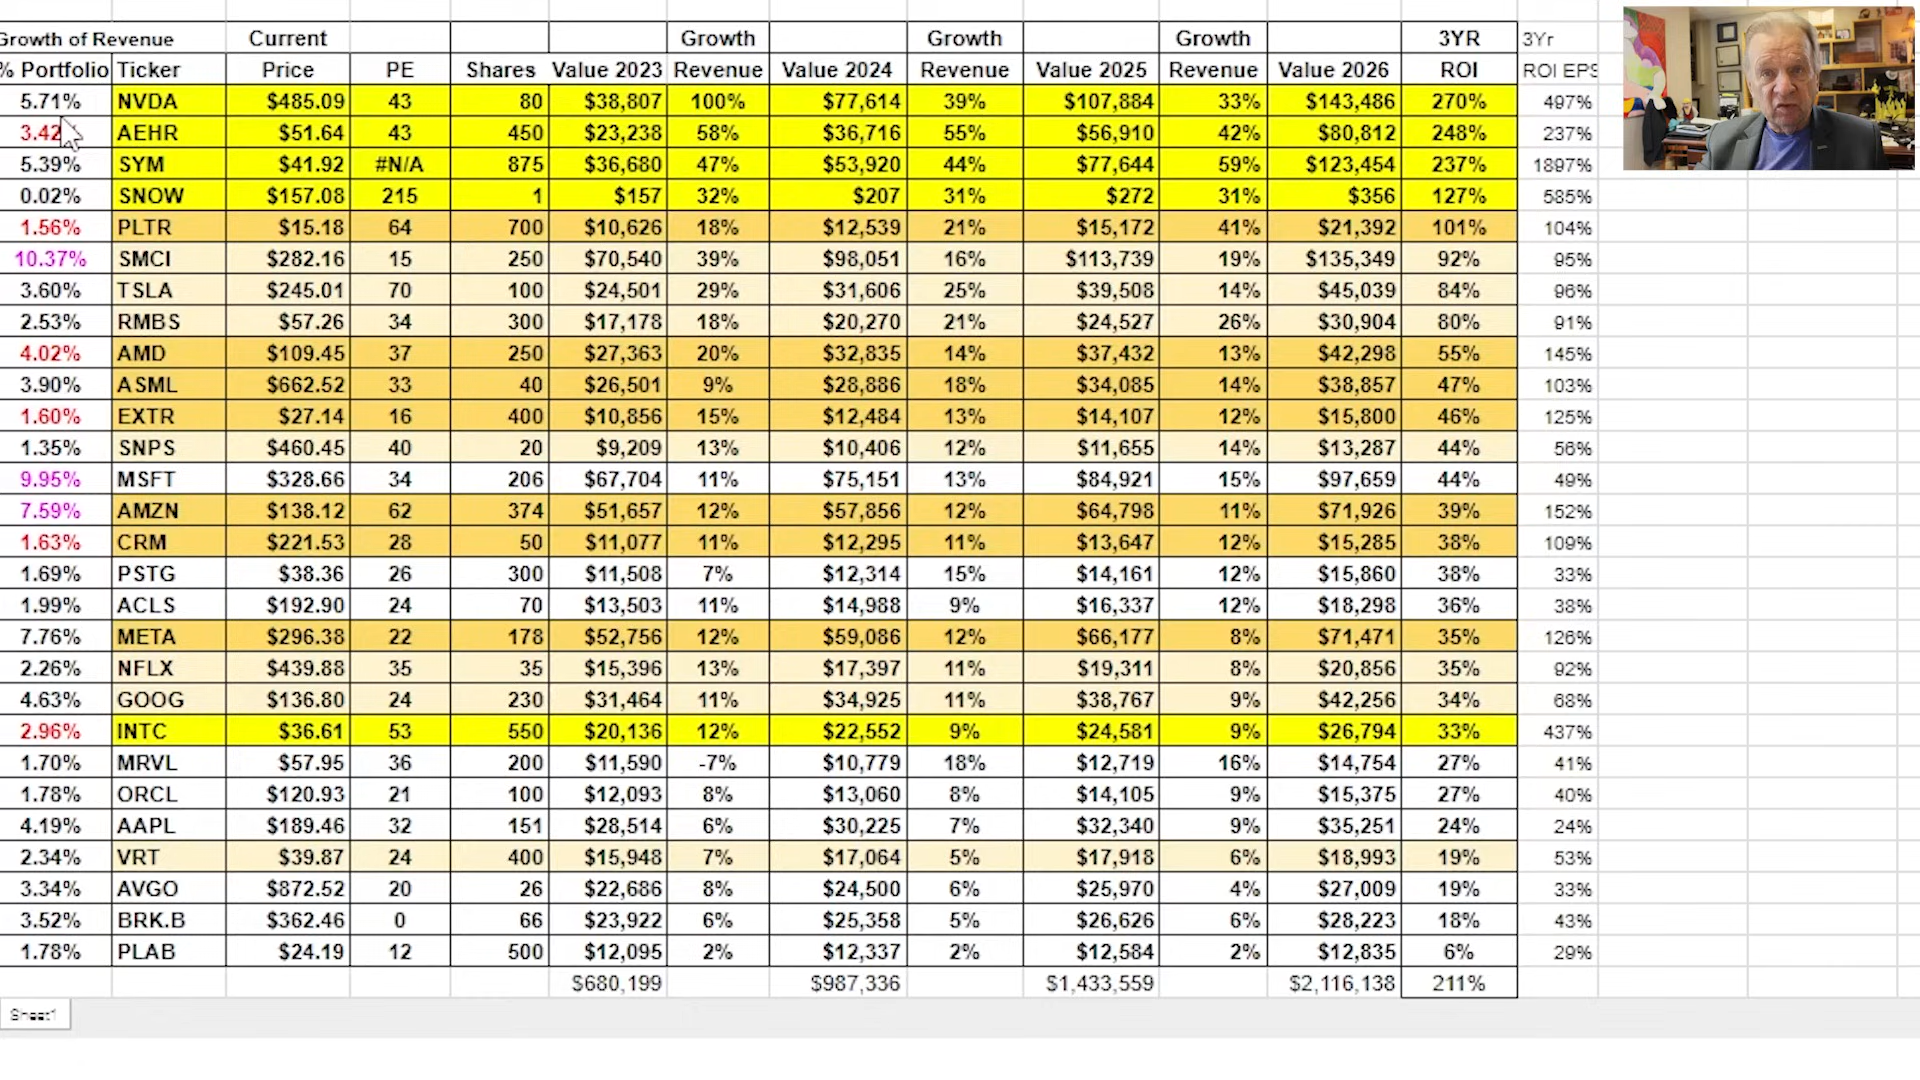 Growth of Revenue Current Growth Growth Growth 3YR 3Yr
% Portfolio Ticker Price PE Shares Value 2023 Revenue Value 2024 Revenue Value 2025 Revenue Value 2026 ROI ROI EPS
5.71% NVDA $485.09 43 80 $38,807 100% $77,614 39% $107,884 33% $143,486 270% 497%
3.42 AEHR $51.64 43 450 $23,238 58% $36,716 55% $56,910 42% $80,812 248% 237%
5.39% SYM $41.92 #N/A 875 $36,680 47% $53,920 44% $77,644 59% $123,454 237% 1897%
0.02% SNOW $157.08 215 1 $157 32% $207 31% $272 31% $356 127% 585%
1.56% PLTR $15.18 64 700 $10,626 18% $12,539 21% $15,172 41% $21,392 101% 104%
10.37% SMCI $282.16 15 250 $70,540 39% $98,051 16% $113,739 19% $135,349 92% 95%
3.60% TSLA $245.01 70 100 $24,501 29% $31,606 25% $39,508 14% $45,039 84% 96%
2.53% RMBS $57.26 34 300 $17,178 18% $20,270 21% $24,527 26% $30,904 80% 91%
4.02% AMD $109.45 37 250 $27,363 20% $32,835 14% $37,432 13% $42,298 55% 145%
3.90% ASML $662.52 33 40 $26,501 9% $28,886 18% $34,085 14% $38,857 47% 103%
1.60% EXTR $27.14 16 400 $10,856 15% $12,484 13% $14,107 12% $15,800 46% 125%
1.35% SNPS $460.45 40 20 $9,209 13% $10,406 12% $11,655 14% $13,287 44% 56%
9.95% MSFT $328.66 34 206 $67,704 11% $75,151 13% $84,921 15% $97,659 44% 49%
7.59% AMZN $138.12 62 374 $51,657 12% $57,856 12% $64,798 11% $71,926 39% 152%
1.63% CRM $221.53 28 50 $11,077 11% $12,295 11% $13,647 12% $15,285 38% 109%
1.69% PSTG $38.36 26 300 $11,508 7% $12,314 15% $14,161 12% $15,860 38% 33%
1.99% ACLS $192.90 24 70 $13,503 11% $14,988 9% $16,337 12% $18,298 36% 38%
7.76% META $296.38 22 178 $52,756 12% $59,086 12% $66,177 8% $71,471 35% 126%
2.26% NFLX $439.88 35 35 $15,396 13% $17,397 11% $19,311 8% $20,856 35% 92%
4.63% GOOG $136.80 24 230 $31,464 11% $34,925 11% $38,767 9% $42,256 34% 68%
2.96% INTC $36.61 53 550 $20,136 12% $22,552 9% $24,581 9% $26,794 33% 437%
1.70% MRVL $57.95 36 200 $11,590 -7% $10,779 18% $12,719 16% $14,754 27% 41%
1.78% ORCL $120.93 21 100 $12,093 8% $13,060 8% $14,105 9% $15,375 27% 40%
4.19% AAPL $189.46 32 151 $28,514 6% $30,225 7% $32,340 9% $35,251 24% 24%
2.34% VRT $39.87 24 400 $15,948 7% $17,064 5% $17,918 6% $18,993 19% 53%
3.34% AVGO $872.52 20 26 $22,686 8% $24,500 6% $25,970 4% $27,009 19% 33%
3.52% BRK.B $362.46 0 66 $23,922 6% $25,358 5% $26,626 6% $28,223 18% 43%
1.78% PLAB $24.19 12 500 $12,095 2% $12,337 2% $12,584 2% $12,835 6% 29%
$680,199 $987,336 $1,433,559 $2,116,138 211%
Sheet1